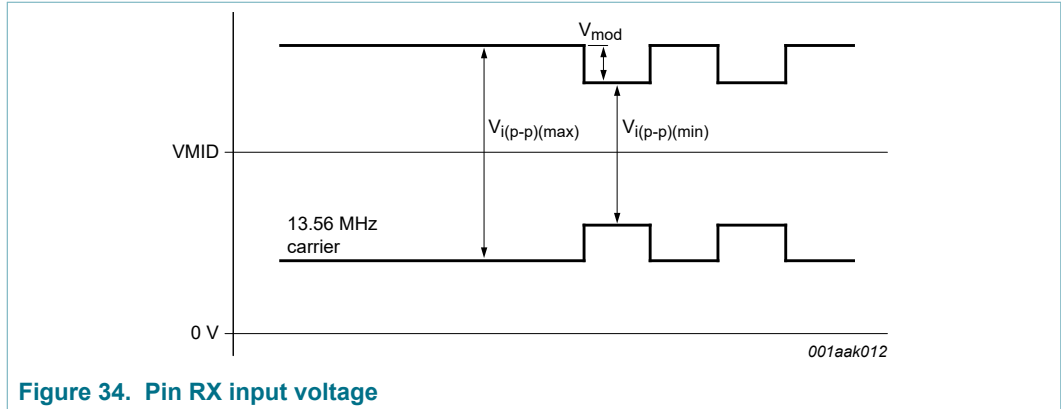 Vmod
Vi(p-p)(max)
Vi(p-p)(min)
VMID
13.56 MHz
carrier
0 V
001aak012
Figure 34. Pin RX input voltage